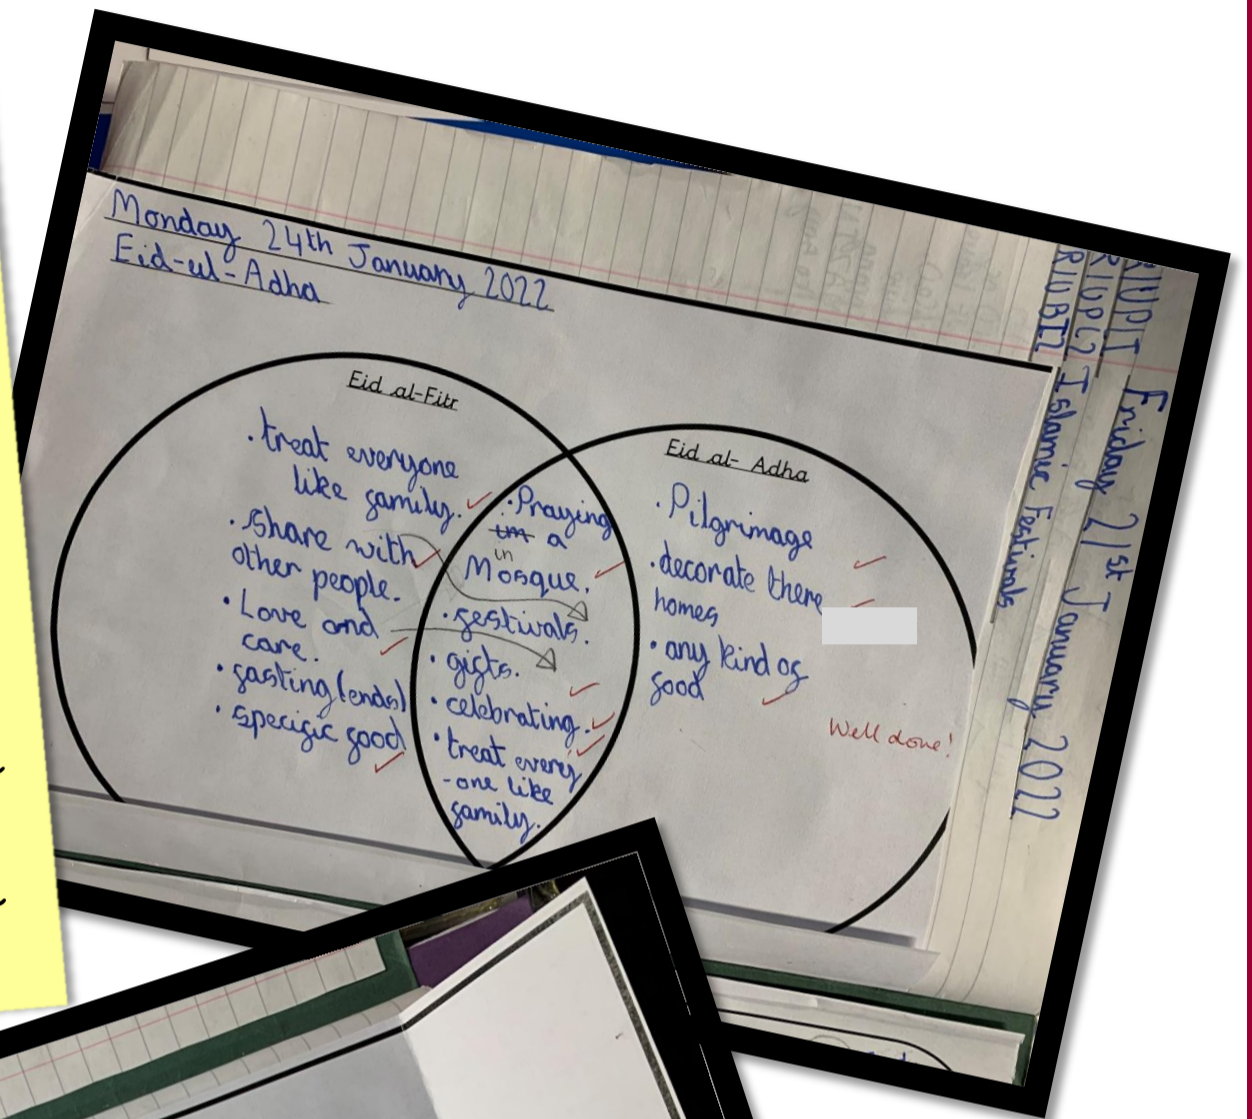 Monday 24th January 2022
Eid-ul-Adha
Eid al-Fitr
• treat everyone
like family.
• share with
other people.
• Love and
care.
• fasting (ends)
• specific food
• Praying
im a
in
Mosque.
• festivals.
• gifts.
• celebrating.
• treat every
-one like
family.
Eid al- Adha
• Pilgrimage
• decorate there
homes
• any kind of
food
Well done!
Friday 21st January 2022
Islamic Festivals